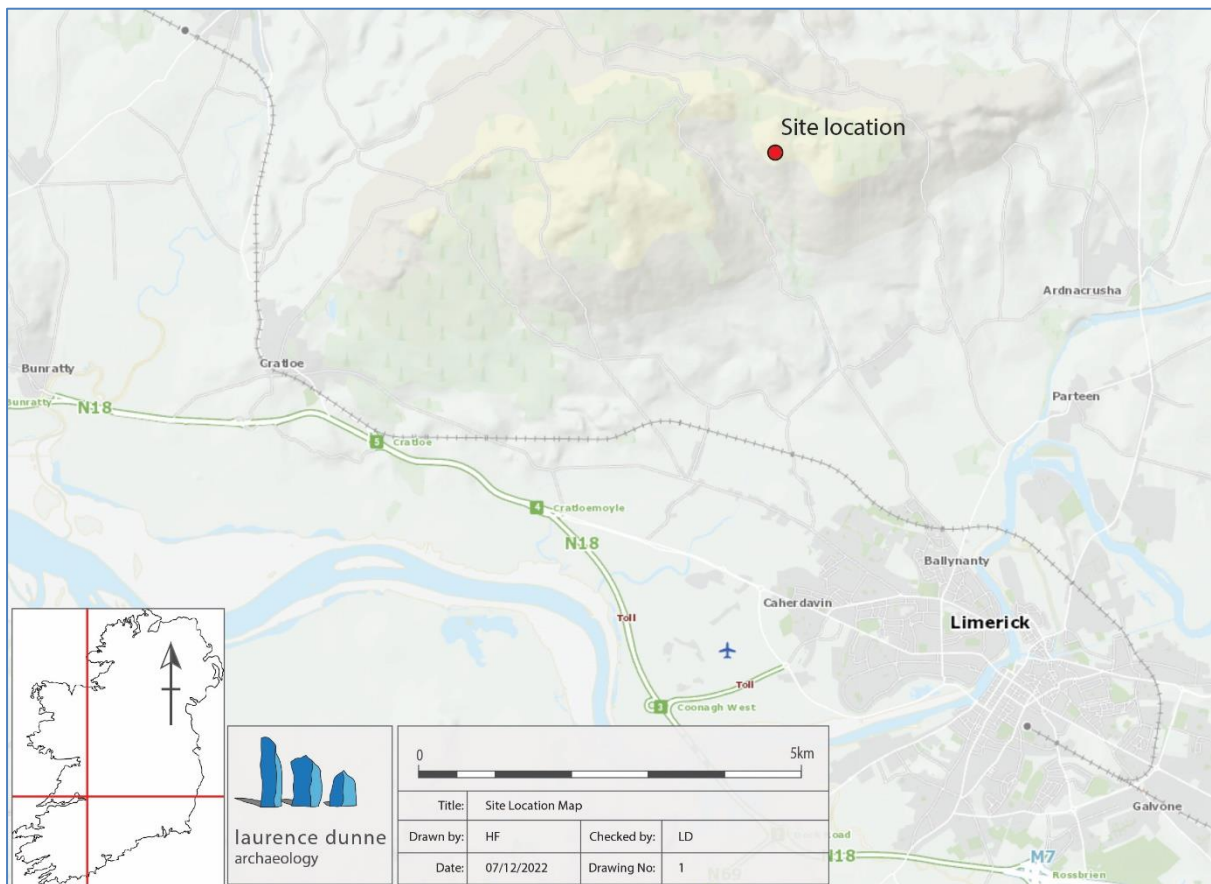 Site location
Ardnacrusha
Bunratty
Cratloe
Parteen
Bunratty
N18
5 Cratloe
4 Cratloemoyle
N18
Ballynanty
Caherdavin
Limerick
Toll
Toll
3 Coonagh West
0 5km
Title: Site Location Map
laurence dunne
archaeology
Drawn by: HF Checked by: LD
Date: 07/12/2022 Drawing No: 1
Galvone
Road
N18
M7
N69
Rossbrien